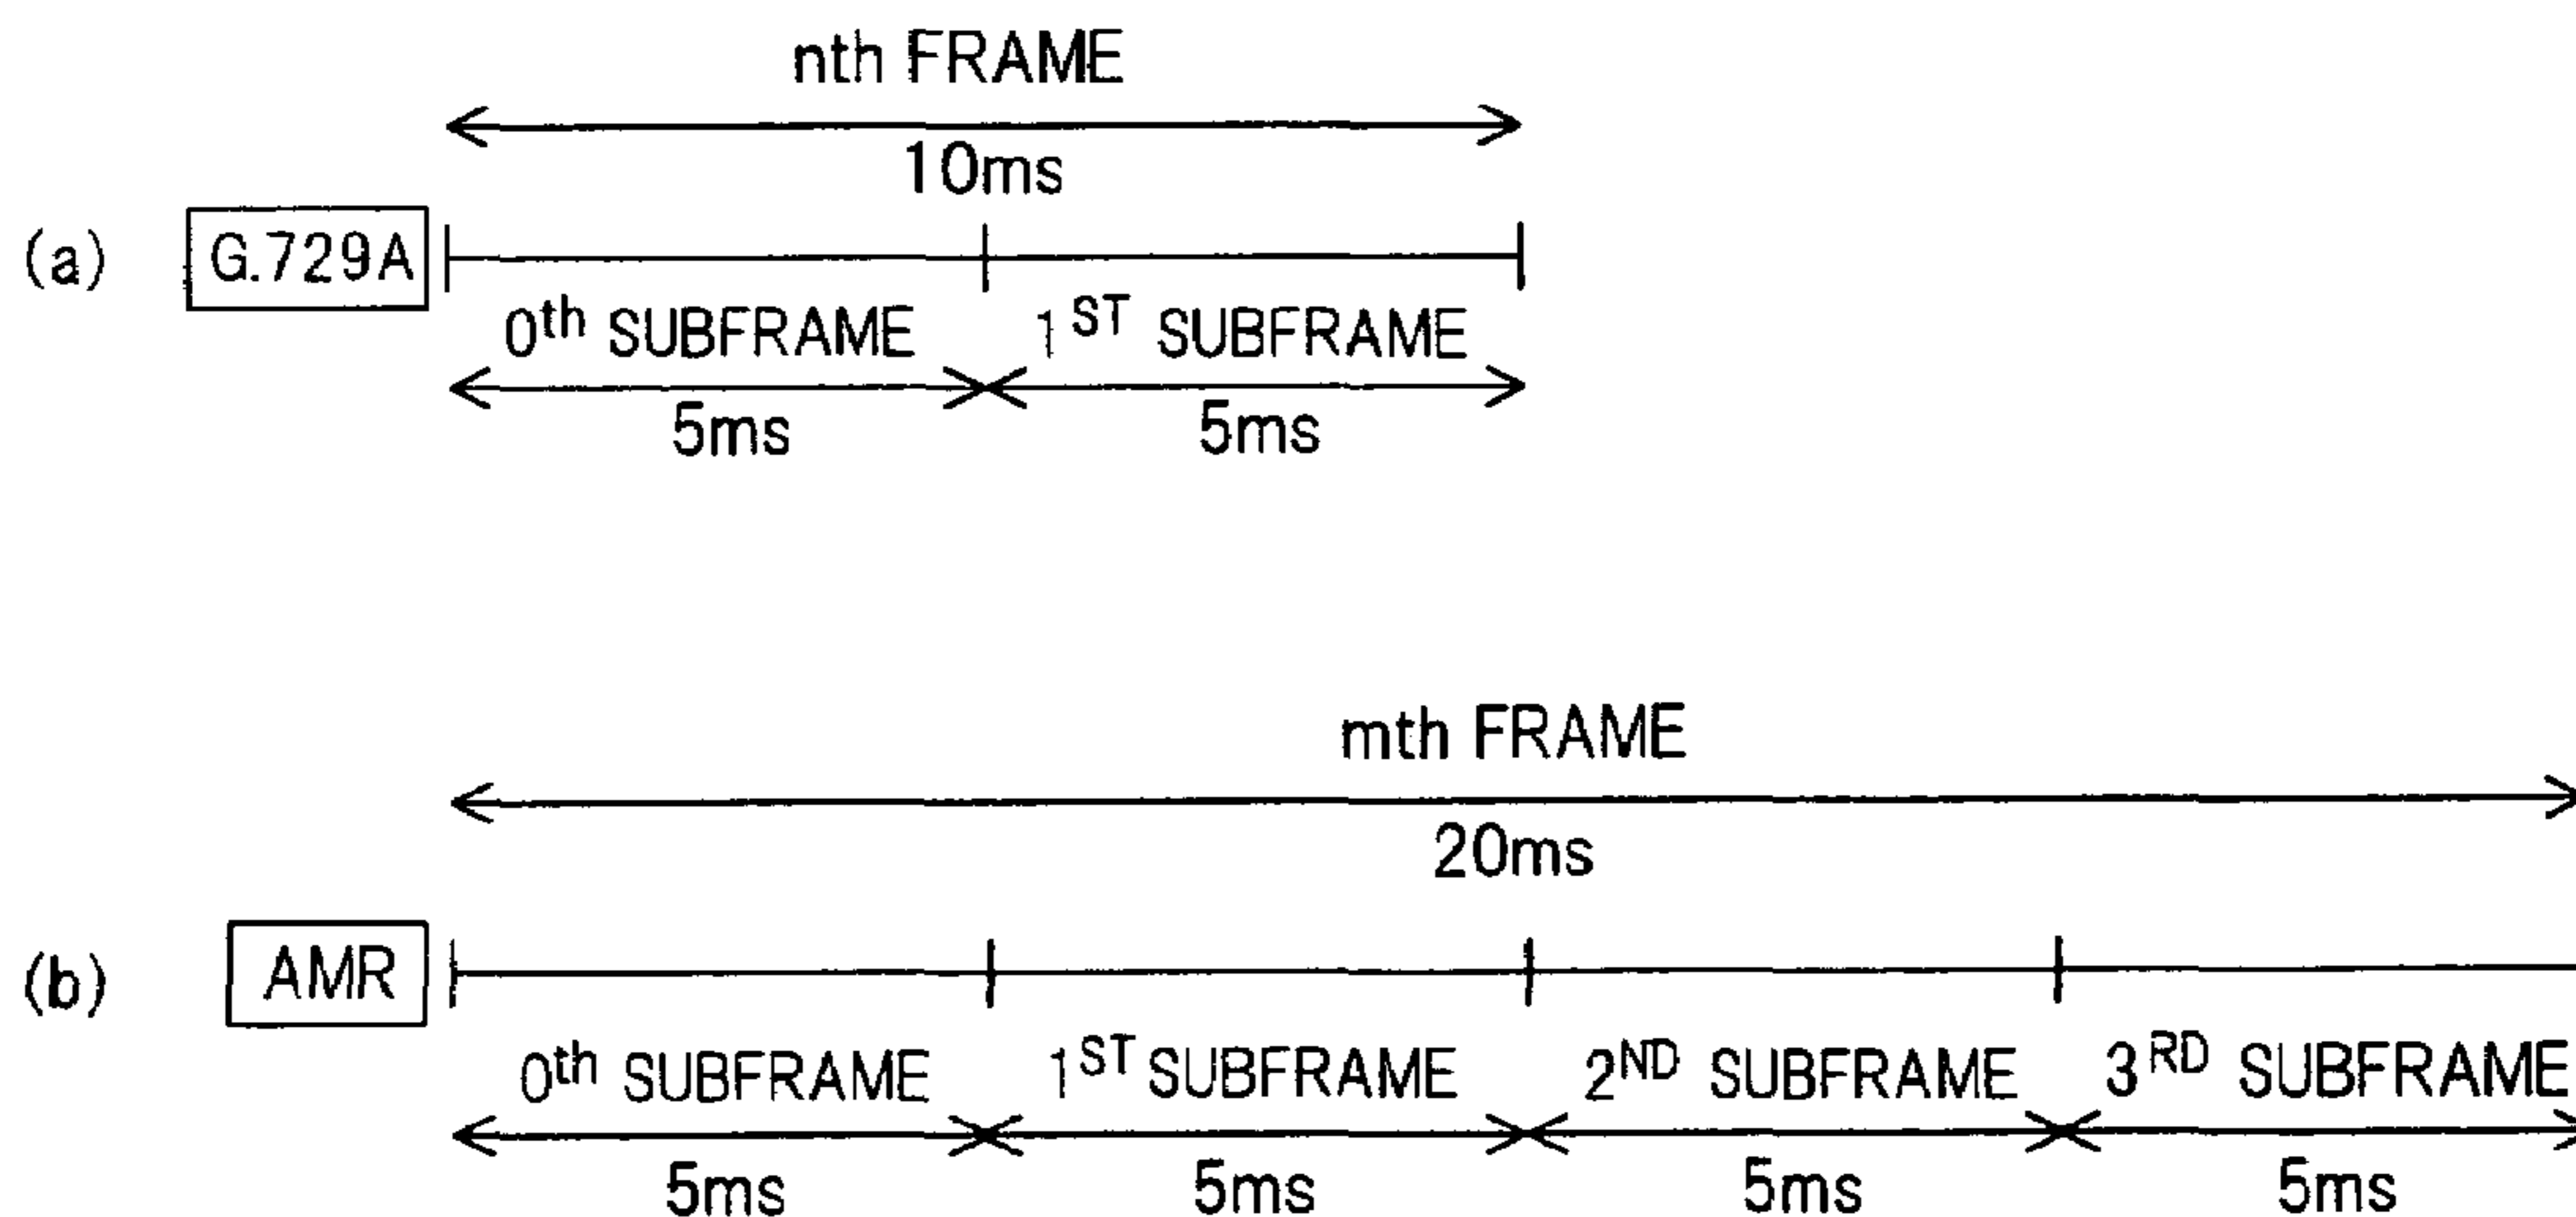 nth FRAME
10ms
(a) G.729A
0th SUBFRAME 1ST SUBFRAME
5ms 5ms
mth FRAME
20ms
(b) AMR
0th SUBFRAME 1ST SUBFRAME 2ND SUBFRAME 3RD SUBFRAME
5ms 5ms 5ms 5ms